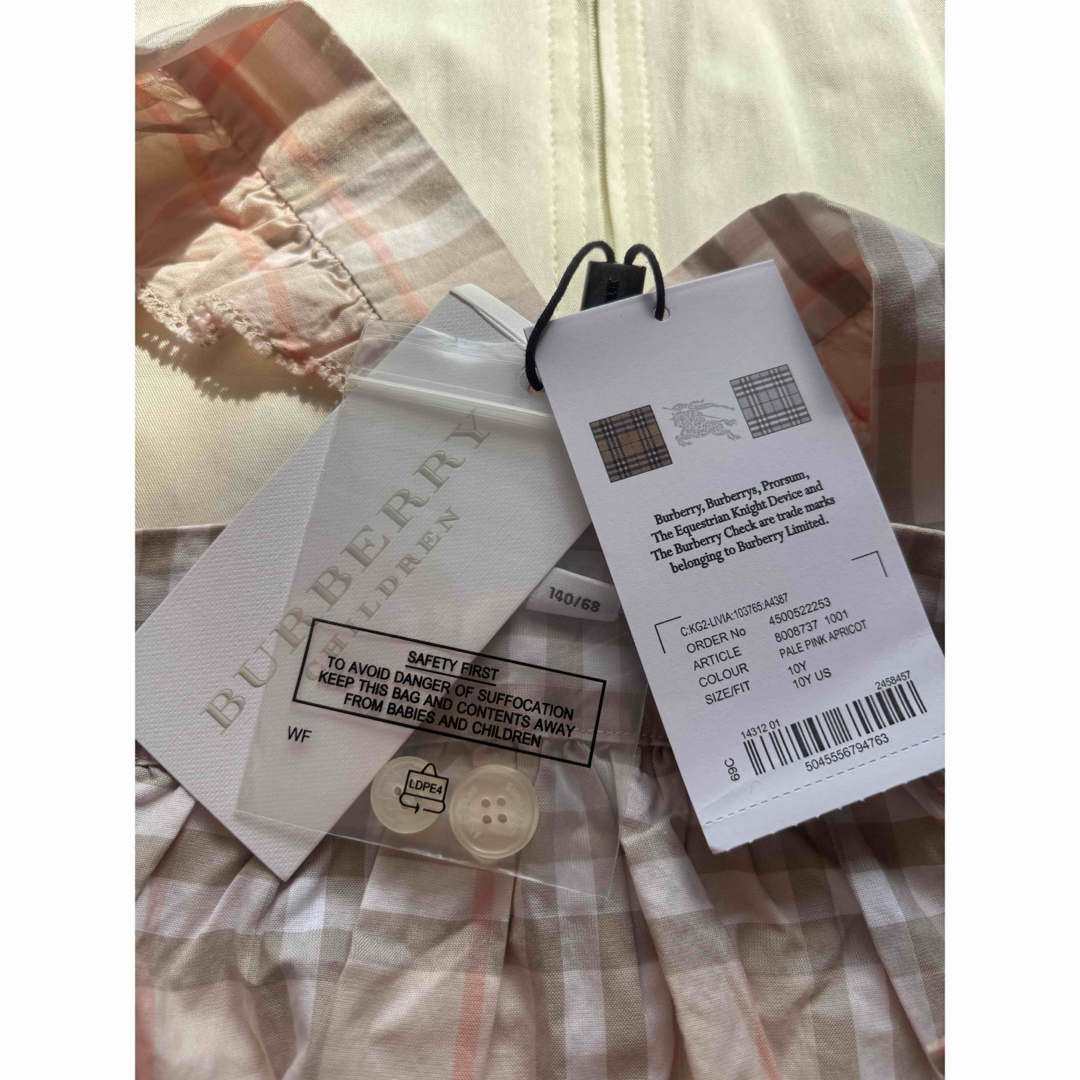 BURBERRY
CHILDREN
140/68
SAFETY FIRST
TO AVOID DANGER OF SUFFOCATION
KEEP THIS BAG AND CONTENTS AWAY
FROM BABIES AND CHILDREN
WF
LDPE4
Burberry, Burberrys, Prorsum,
The Equestrian Knight Device and
The Burberry Check are trade marks
belonging to Burberry Limited.
C:KG2-LIVIA:103765:A4387
ORDER No 4500522253
ARTICLE 8008737 1001
COLOUR PALE PINK APRICOT
SIZE/FIT 10Y
10Y US
14312 01 2458457
5045556794763
66C